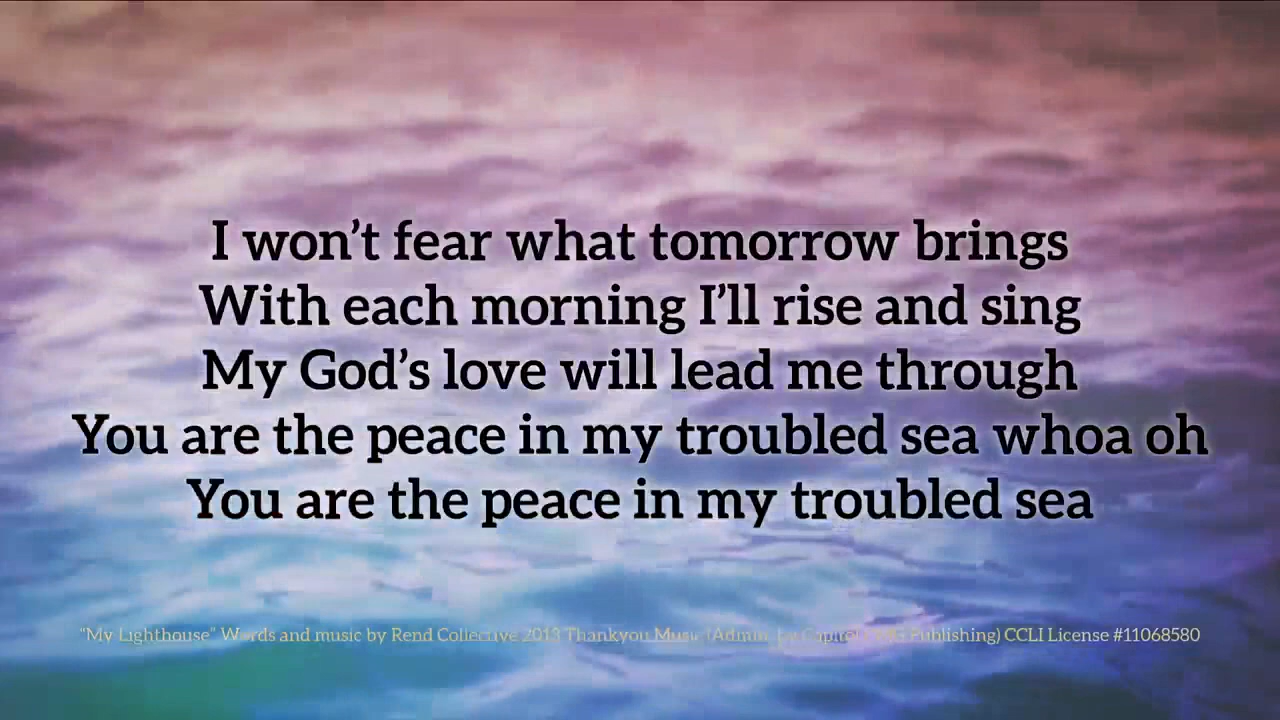 I won’t fear what tomorrow brings
With each morning I’ll rise and sing
My God’s love will lead me through
You are the peace in my troubled sea whoa oh
You are the peace in my troubled sea
“My Lighthouse” Words and music by Rend Collective 2013 Thankyou Music (Admin. by Capitol CMG Publishing) CCLI License #11068580